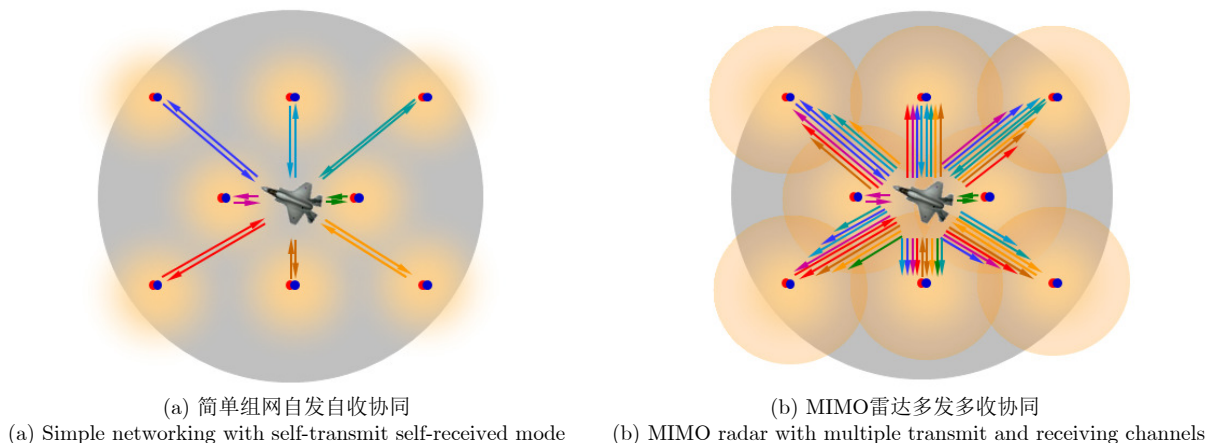 (a) 简单组网自发自收协同
(a) Simple networking with self-transmit self-received mode
(b) MIMO雷达多发多收协同
(b) MIMO radar with multiple transmit and receiving channels